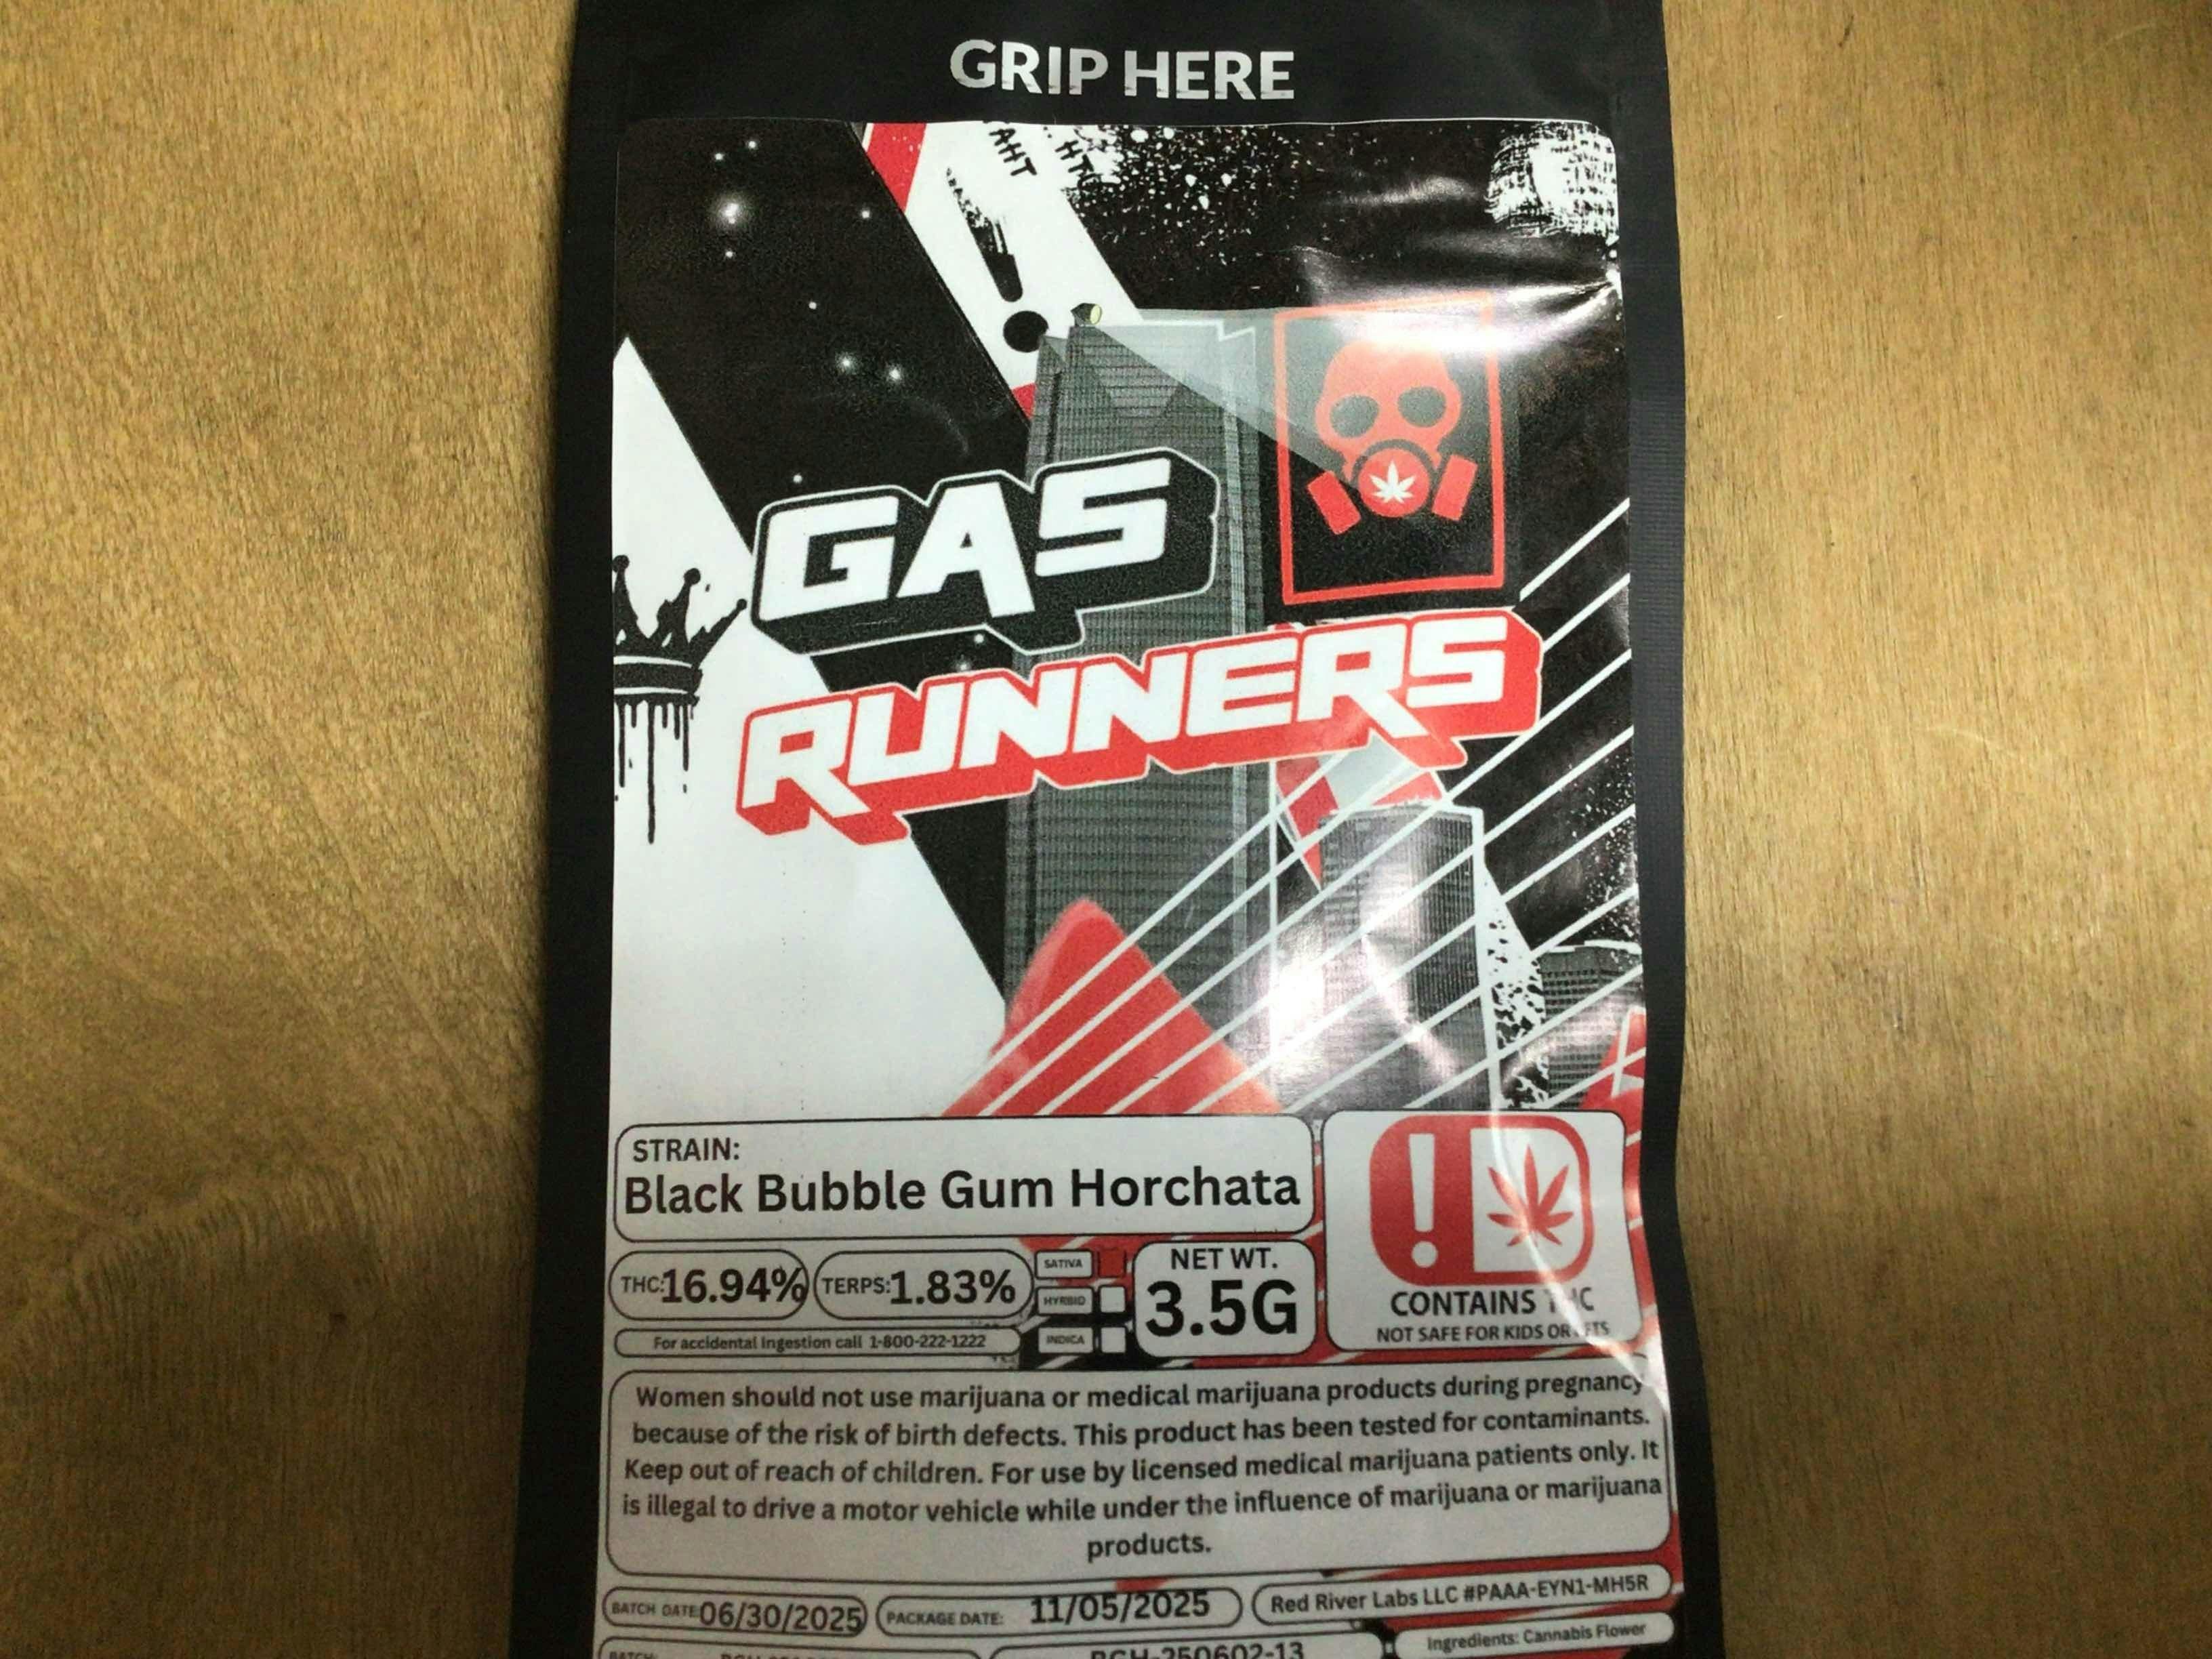 GRIP HERE
!
GAS
RUNNERS
STRAIN:
Black Bubble Gum Horchata
THC:16.94%
TERPS:1.83%
SATIVA
HYRBID
INDICA
NET WT.
3.5G
!
CONTAINS
NOT SAFE FOR KIDS OR
For accidental Ingestion call 1-800-222-1222
Women should not use marijuana or medical marijuana products during pregnancy
because of the risk of birth defects. This product has been tested for contaminants.
Keep out of reach of children. For use by licensed medical marijuana patients only. It
is illegal to drive a motor vehicle while under the influence of marijuana or marijuana
products.
BATCH DATE: 06/30/2025
PACKAGE DATE: 11/05/2025
Red River Labs LLC #PAAA-EYN1-MH5R
BATCH:
Ingredients: Cannabis Flower